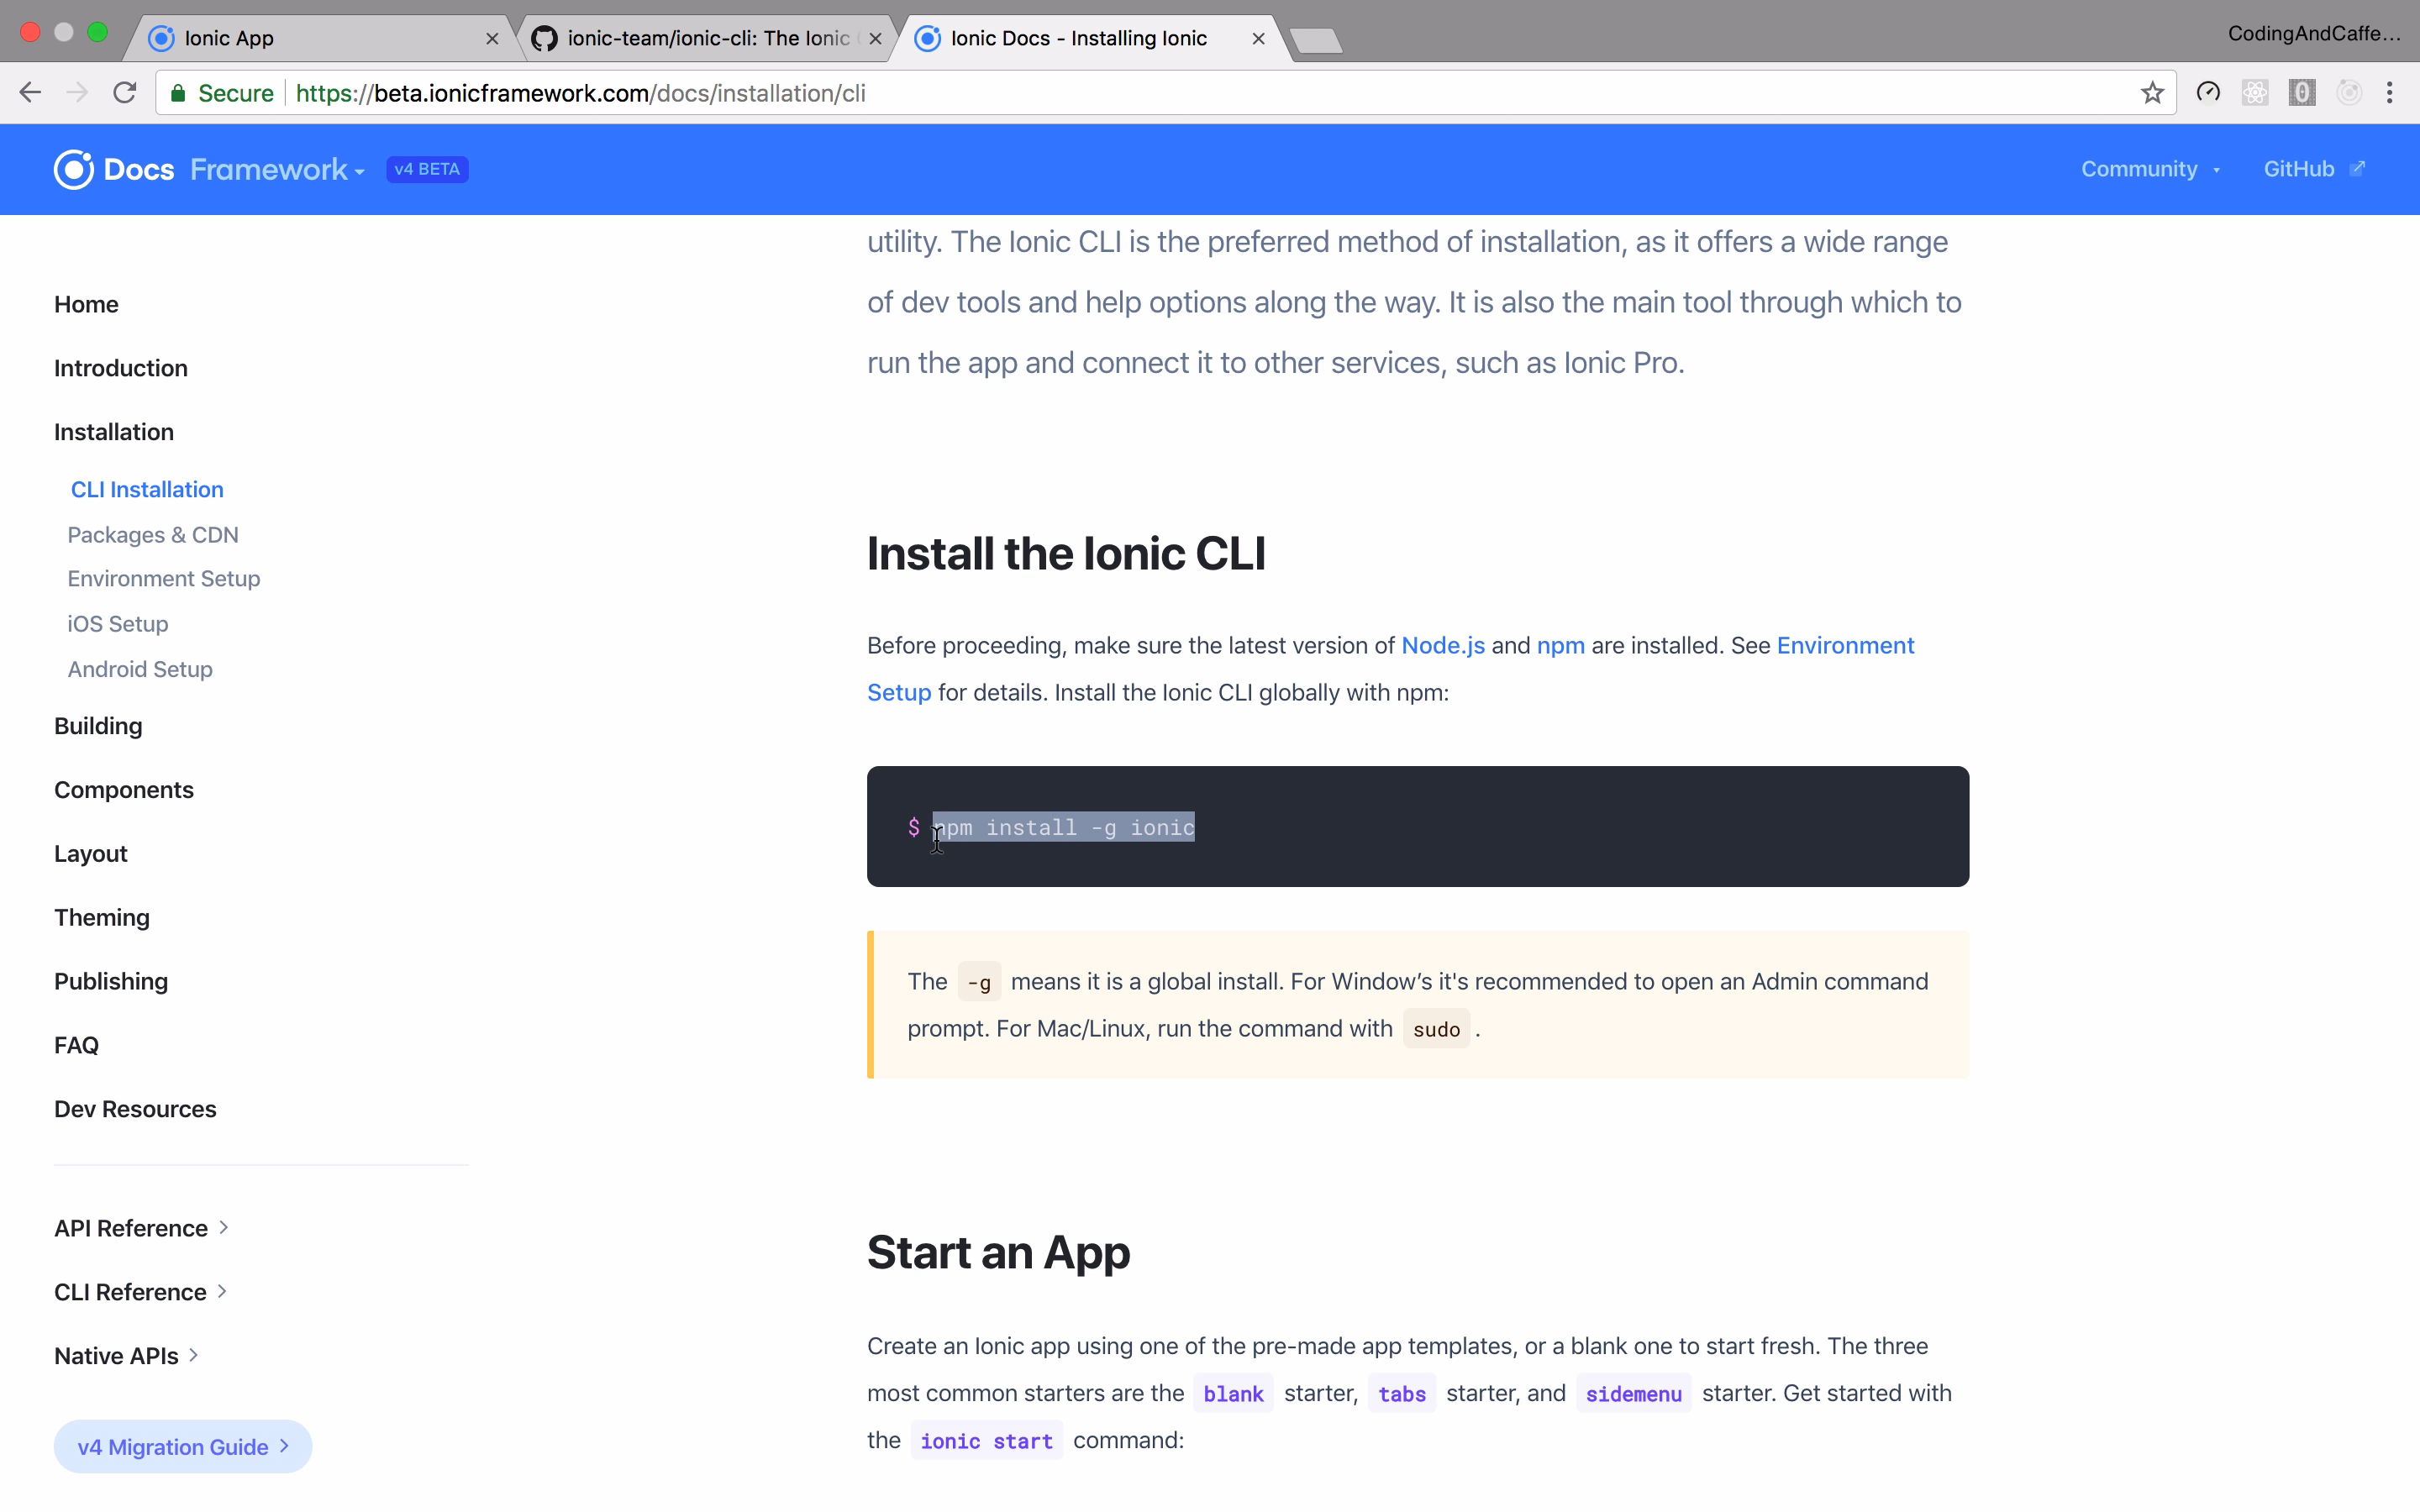 Ionic App
ionic-team/ionic-cli: The Ionic
Ionic Docs - Installing Ionic
CodingAndCaffe...
Secure https://beta.ionicframework.com/docs/installation/cli
Docs Framework v4 BETA
Community
GitHub
Home
Introduction
Installation
CLI Installation
Packages & CDN
Environment Setup
iOS Setup
Android Setup
Building
Components
Layout
Theming
Publishing
FAQ
Dev Resources
API Reference
CLI Reference
Native APIs
v4 Migration Guide
utility. The Ionic CLI is the preferred method of installation, as it offers a wide range
of dev tools and help options along the way. It is also the main tool through which to
run the app and connect it to other services, such as Ionic Pro.
Install the Ionic CLI
Before proceeding, make sure the latest version of Node.js and npm are installed. See Environment
Setup for details. Install the Ionic CLI globally with npm:
$ npm install -g ionic
The -g means it is a global install. For Window’s it's recommended to open an Admin command
prompt. For Mac/Linux, run the command with sudo .
Start an App
Create an Ionic app using one of the pre-made app templates, or a blank one to start fresh. The three
most common starters are the blank starter, tabs starter, and sidemenu starter. Get started with
the ionic start command: